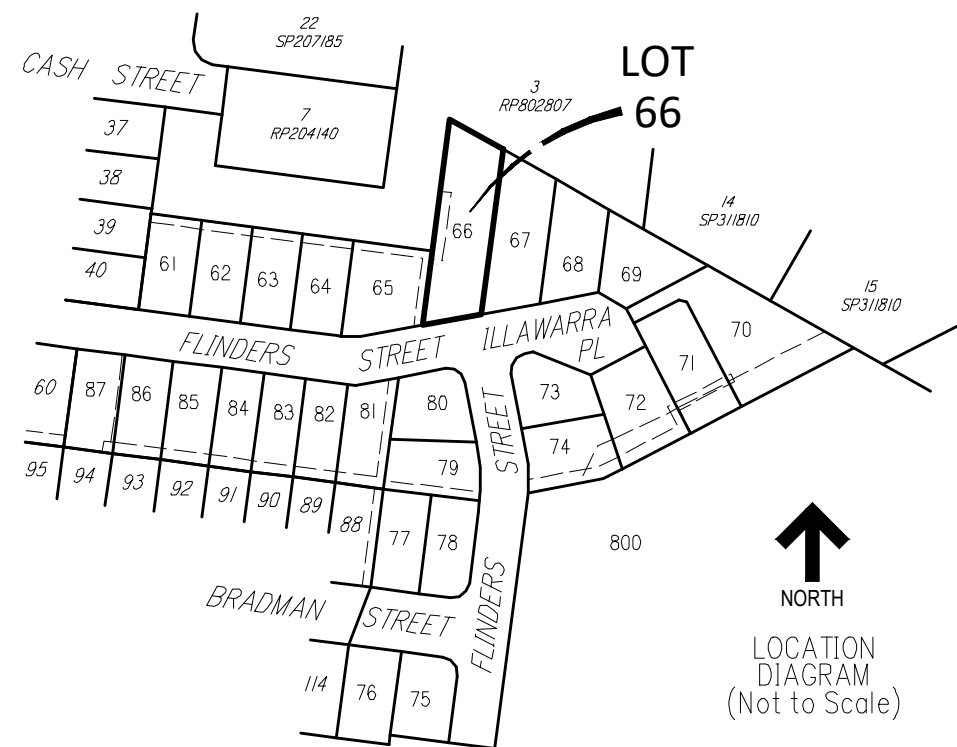 22
SP207185
CASH STREET
7
RP204140
3
RP802807
LOT
66
37
38
39
40
61
62
63
64
65
66
67
68
69
14
SP311810
15
SP311810
FLINDERS STREET
ILLAWARRA
PL
70
71
72
73
74
60
87
86
85
84
83
82
81
80
79
STREET
FLINDERS
95
94
93
92
91
90
89
88
77
78
800
BRADMAN STREET
114
76
75
NORTH
LOCATION
DIAGRAM
(Not to Scale)